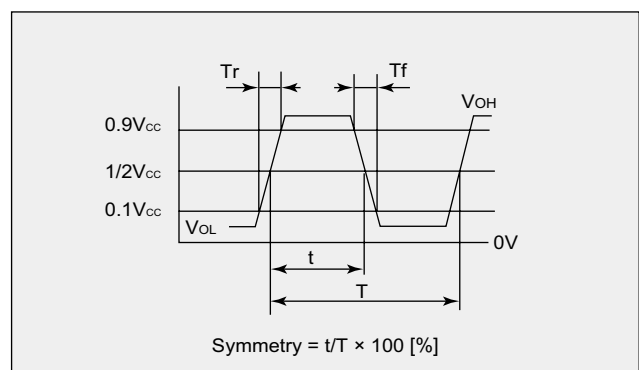 Tr
Tf
VOH
0.9Vcc
1/2Vcc
0.1Vcc
VOL
0V
t
T
Symmetry = t/T × 100 [%]